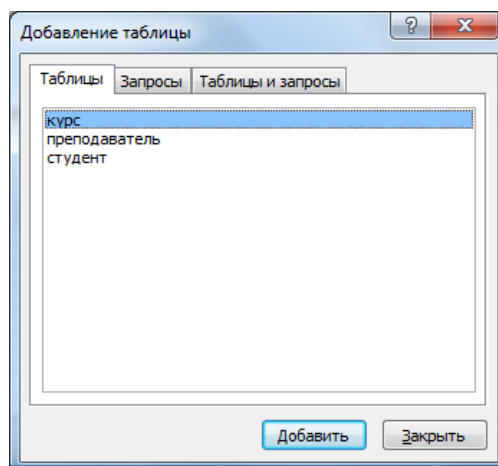 Добавление таблицы
?
Таблицы Запросы Таблицы и запросы
курс
преподаватель
студент
Добавить Закрыть